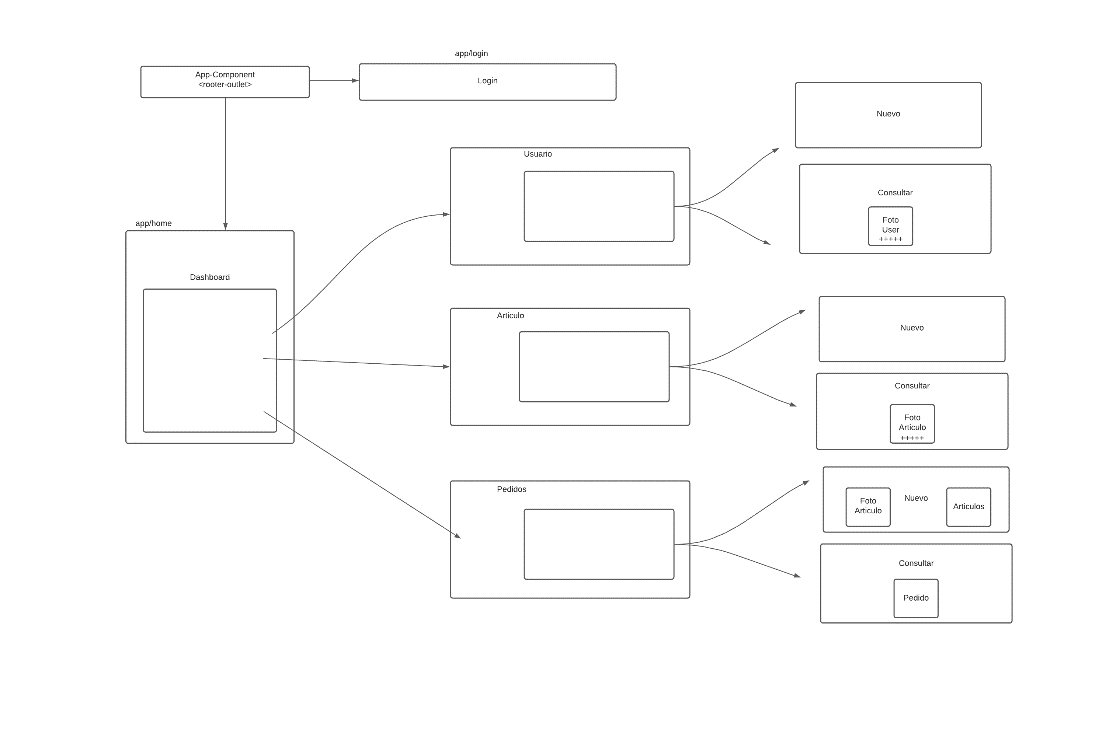 app/login
App-Component
<rooter-outlet>
Login
Nuevo
Usuario
Consultar
Foto
User
+++++
app/home
Dashboard
Articulo
Nuevo
Consultar
Foto
Articulo
+++++
Pedidos
Foto
Articulo
Nuevo
Articulos
Consultar
Pedido